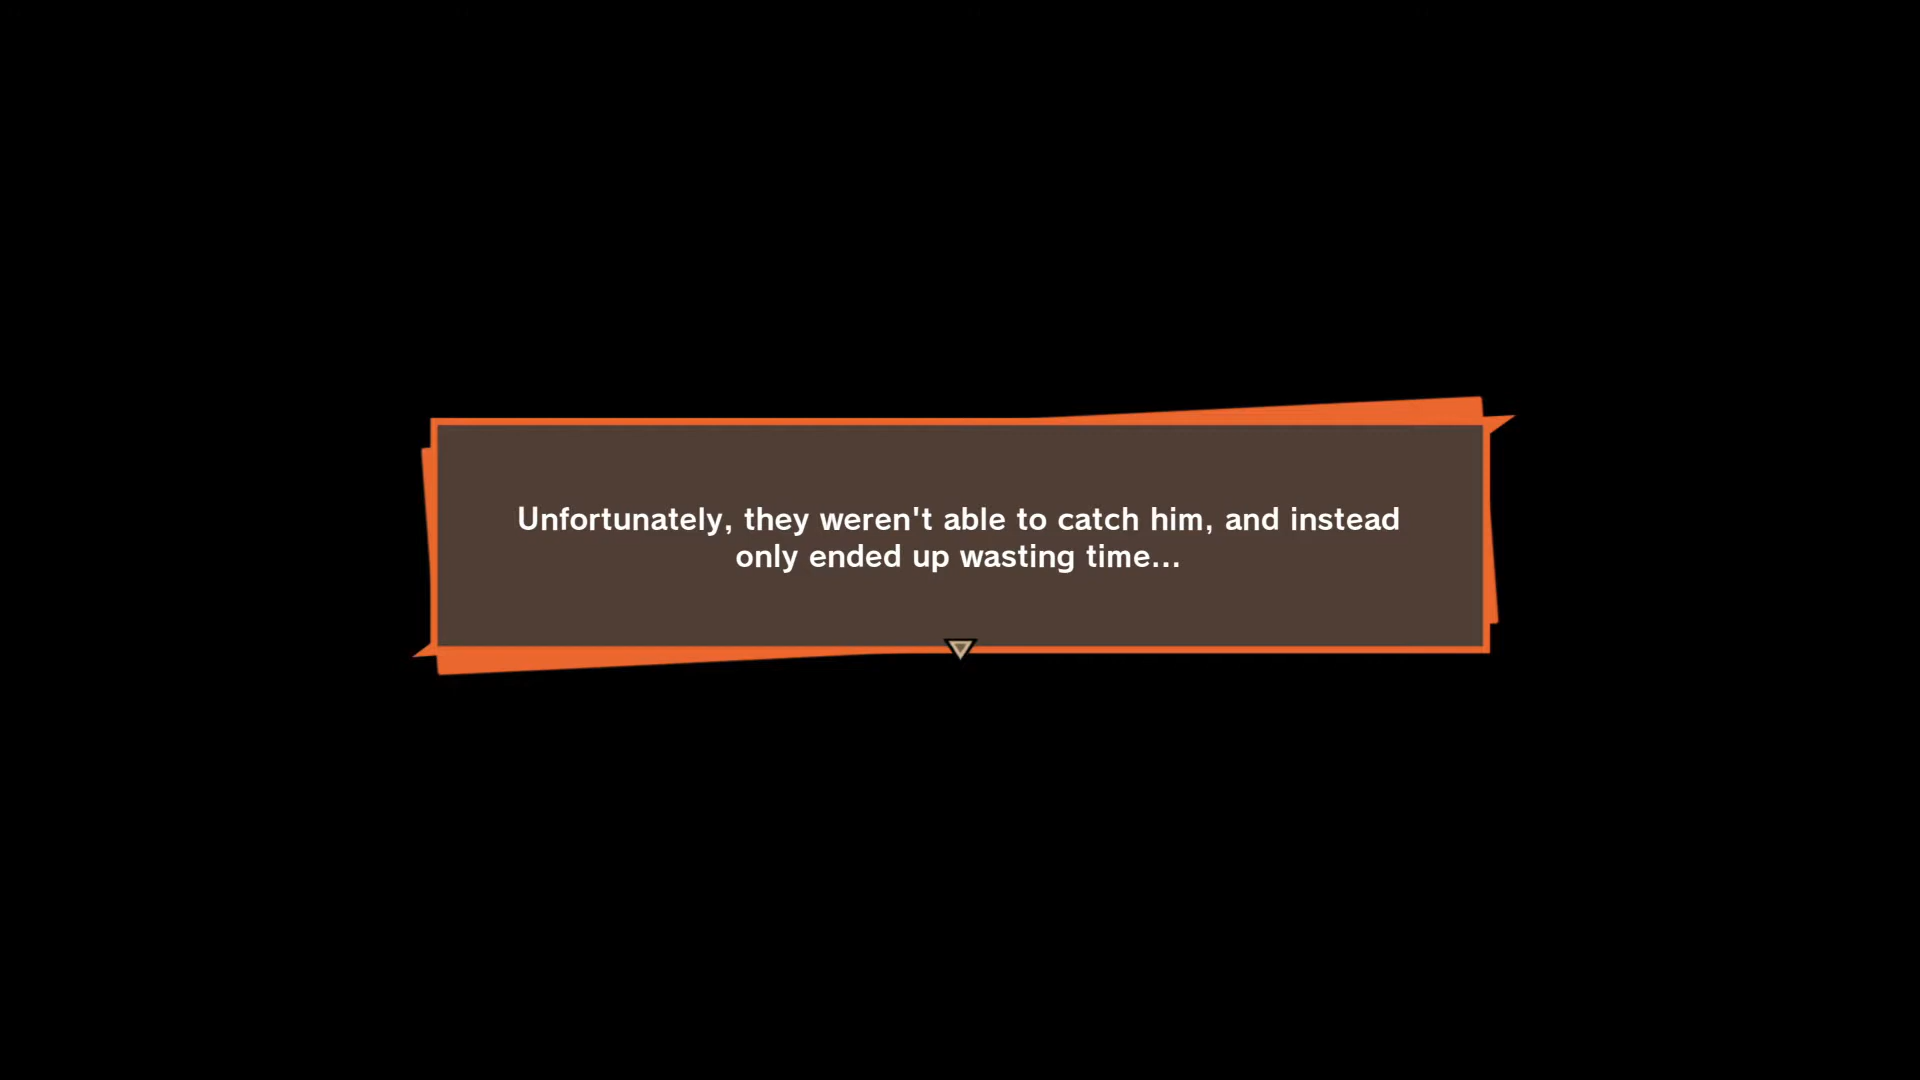 Unfortunately, they weren't able to catch him, and instead
only ended up wasting time...